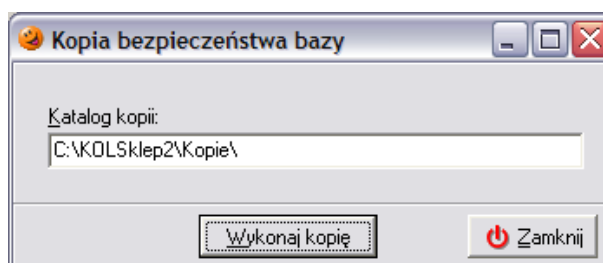 Kopia bezpieczeństwa bazy
Katalog kopii:
C:\KOLSklep2\Kopie\
Wykonaj kopię
Zamknij